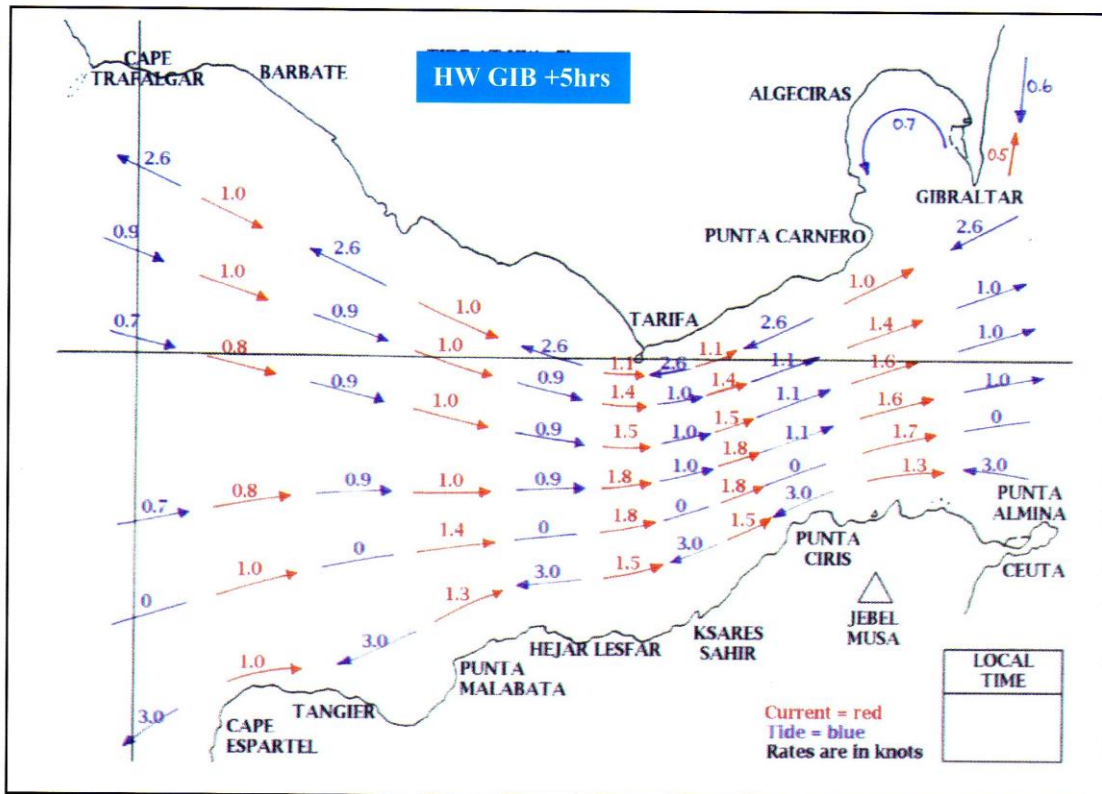 HW GIB +5hrs
CAPE
TRAFALGAR
BARBATE
ALGECIRAS
0.6
0.7
0.5
GIBRALTAR
2.6
1.0
PUNTA CARNERO
2.6
0.9
2.6
1.0
1.0
1.0
TARIFA
0.7
0.9
1.0
2.6
1.4
1.0
0.8
1.0
2.6
1.1
2.6
1.1
1.1
1.6
0.9
0.9
1.4
1.0
1.4
1.1
1.0
1.0
0.9
1.5
1.0
1.5
1.1
1.6
0
0.7
0.8
0.9
1.0
0.9
1.8
1.0
1.8
0
1.7
1.3
3.0
PUNTA
ALMINA
1.4
0
1.8
0
1.8
3.0
1.0
0
1.5
3.0
1.5
PUNTA
CIRIS
CEUTA
0
1.3
3.0
JEBEL
MUSA
KSARES
SAHIR
HEJAR LESFAR
3.0
PUNTA
MALABATA
1.0
TANGIER
3.0
CAPE
ESPARTEL
LOCAL
TIME
Current = red
Tide = blue
Rates are in knots